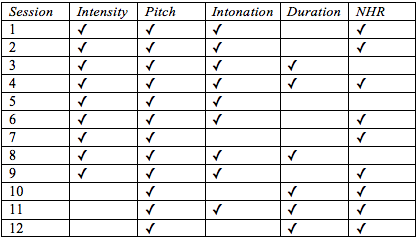 Session Intensity Pitch Intonation Duration NHR
1 ✓ ✓ ✓ ✓
2 ✓ ✓ ✓ ✓
3 ✓ ✓ ✓ ✓
4 ✓ ✓ ✓ ✓ ✓
5 ✓ ✓ ✓
6 ✓ ✓ ✓ ✓
7 ✓ ✓ ✓
8 ✓ ✓ ✓ ✓
9 ✓ ✓ ✓ ✓
10 ✓ ✓ ✓
11 ✓ ✓ ✓ ✓
12 ✓ ✓ ✓